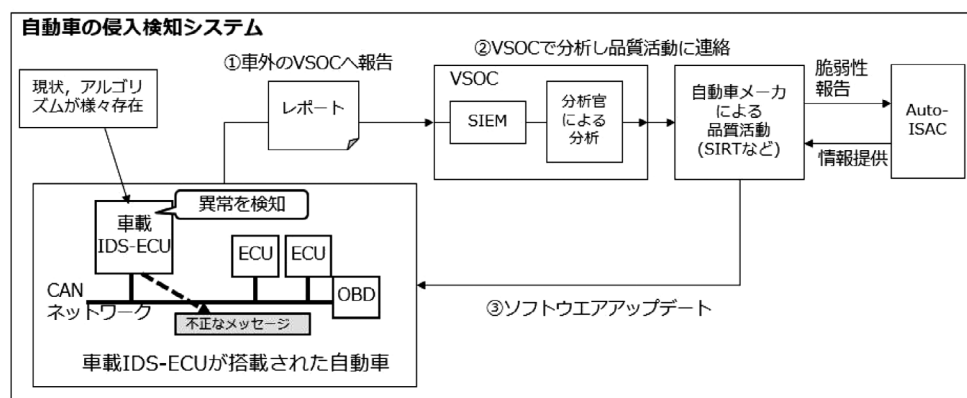 自動車の侵入検知システム
①車外のVSOCへ報告
②VSOCで分析し品質活動に連絡
現状，アルゴリ
ズムが様々存在
レポート
VSOC
SIEM
分析官
による
分析
自動車メーカ
による
品質活動
(SIRTなど)
脆弱性
報告
情報提供
Auto-
ISAC
異常を検知
車載
IDS-ECU
ECU
ECU
OBD
CAN
ネットワーク
不正なメッセージ
③ソフトウエアアップデート
車載IDS-ECUが搭載された自動車